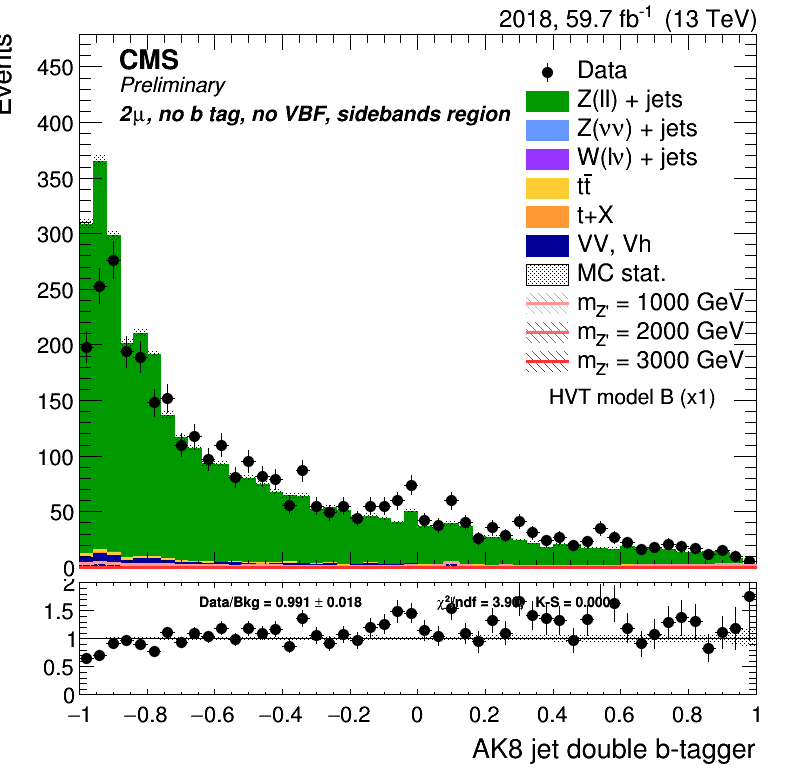 2018, 59.7 fb⁻¹ (13 TeV)
Events
CMS
Preliminary
2μ, no b tag, no VBF, sidebands region
Data
Z(ll) + jets
Z(νν) + jets
W(lν) + jets
tt̄
t+X
VV, Vh
MC stat.
m_Z' = 1000 GeV
m_Z' = 2000 GeV
m_Z' = 3000 GeV
HVT model B (x1)
450
400
350
300
250
200
150
100
50
0
Data/Bkg = 0.991 ± 0.018
χ²/ndf = 3.90, K-S = 0.000
2
1.5
1
0.5
0
−1 −0.8 −0.6 −0.4 −0.2 0 0.2 0.4 0.6 0.8 1
AK8 jet double b-tagger